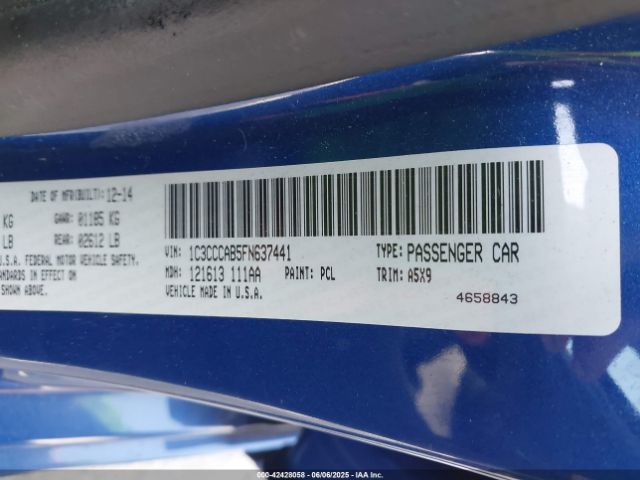 DATE OF MFR(BUILT): 12-14
KG GAWR: 01185 KG
LB REAR: 02612 LB
U.S.A. FEDERAL MOTOR VEHICLE SAFETY
STANDARDS IN EFFECT ON
SHOWN ABOVE.
VIN: 1C3CCCAB5FN637441
TYPE: PASSENGER CAR
MDH: 121613 111AA PAINT: PCL TRIM: A5X9
VEHICLE MADE IN U.S.A.
4658843
000-42428058 - 06/06/2025 - IAA Inc.